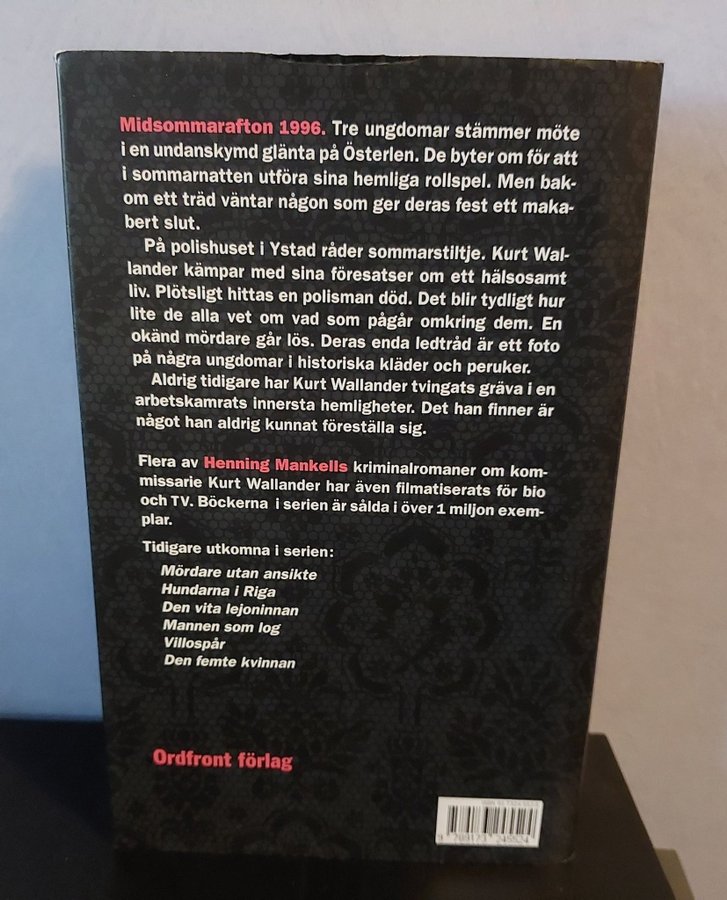 Midsommarafton 1996. Tre ungdomar stämmer möte
i en undanskymd glänta på Österlen. De byter om för att
i sommarnatten utföra sina hemliga rollspel. Men bak-
om ett träd väntar någon som ger deras fest ett maka-
bert slut.
På polishuset i Ystad råder sommarstiltje. Kurt Wal-
lander kämpar med sina föresatser om ett hälsosamt
liv. Plötsligt hittas en polisman död. Det blir tydligt hur
lite de alla vet om vad som pågår omkring dem. En
okänd mördare går lös. Deras enda ledtråd är ett foto
på några ungdomar i historiska kläder och peruker.
Aldrig tidigare har Kurt Wallander tvingats gräva i en
arbetskamrats innersta hemligheter. Det han finner är
något han aldrig kunnat föreställa sig.
Flera av Henning Mankells kriminalromaner om kom-
missarie Kurt Wallander har även filmatiserats för bio
och TV. Böckerna i serien är sålda i över 1 miljon exem-
plar.
Tidigare utkomna i serien:
Mördare utan ansikte
Hundarna i Riga
Den vita lejoninnan
Mannen som log
Villospår
Den femte kvinnan
Ordfront förlag
ISBN